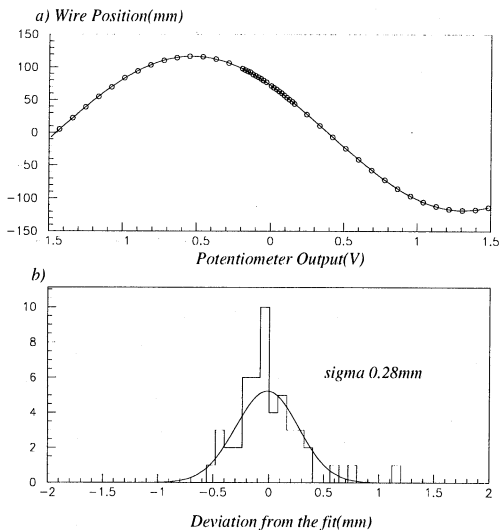 a) Wire Position(mm)
150
100
50
0
50
−100
−150
1.5 1 0.5 0 0.5 1 1.5
Potentiometer Output(V)
b)
10
8
6
4
2
0
sigma 0.28mm
−2 −1.5 −1 −0.5 0 0.5 1 1.5 2
Deviation from the fit(mm)